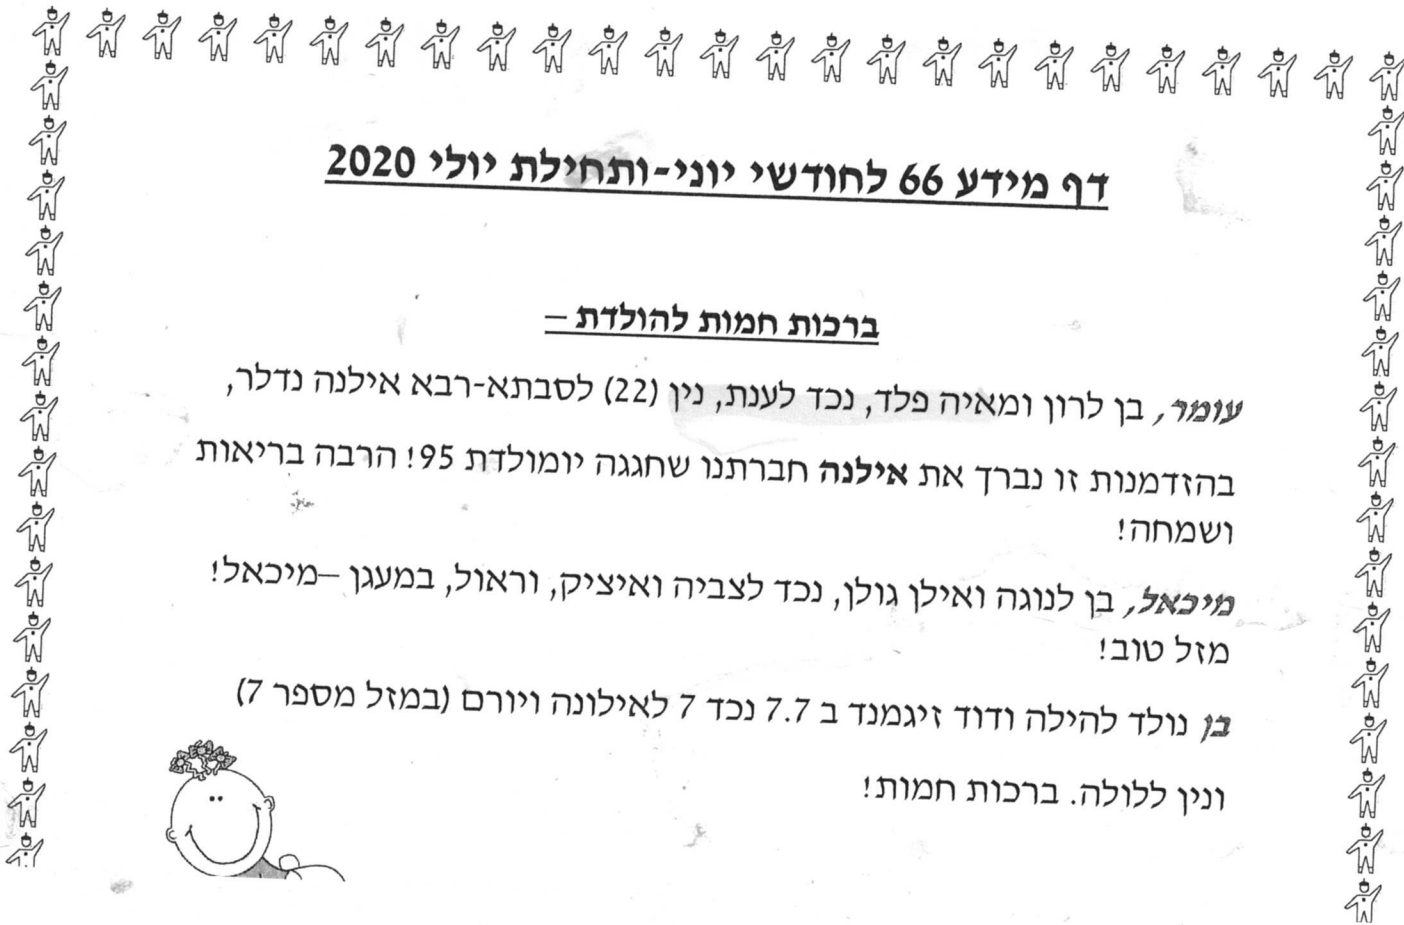 דף מידע 66 לחודשי יוני-ותחילת יולי 2020
ברכות חמות להולדת –
עומר, בן לרון ומאיה פלד, נכד לענת, נין (22) לסבתא-רבא אילנה נדלר,
בהזדמנות זו נברך את אילנה חברתנו שחגגה יומולדת 95! הרבה בריאות
ושמחה!
מיכאל, בן לנוגה ואילן גולן, נכד לצביה ואיציק, וראול, במעגן –מיכאל!
מזל טוב!
בן נולד להילה ודוד זיגמנד ב 7.7 נכד 7 לאילונה ויורם (במזל מספר 7)
ונין ללולה. ברכות חמות!